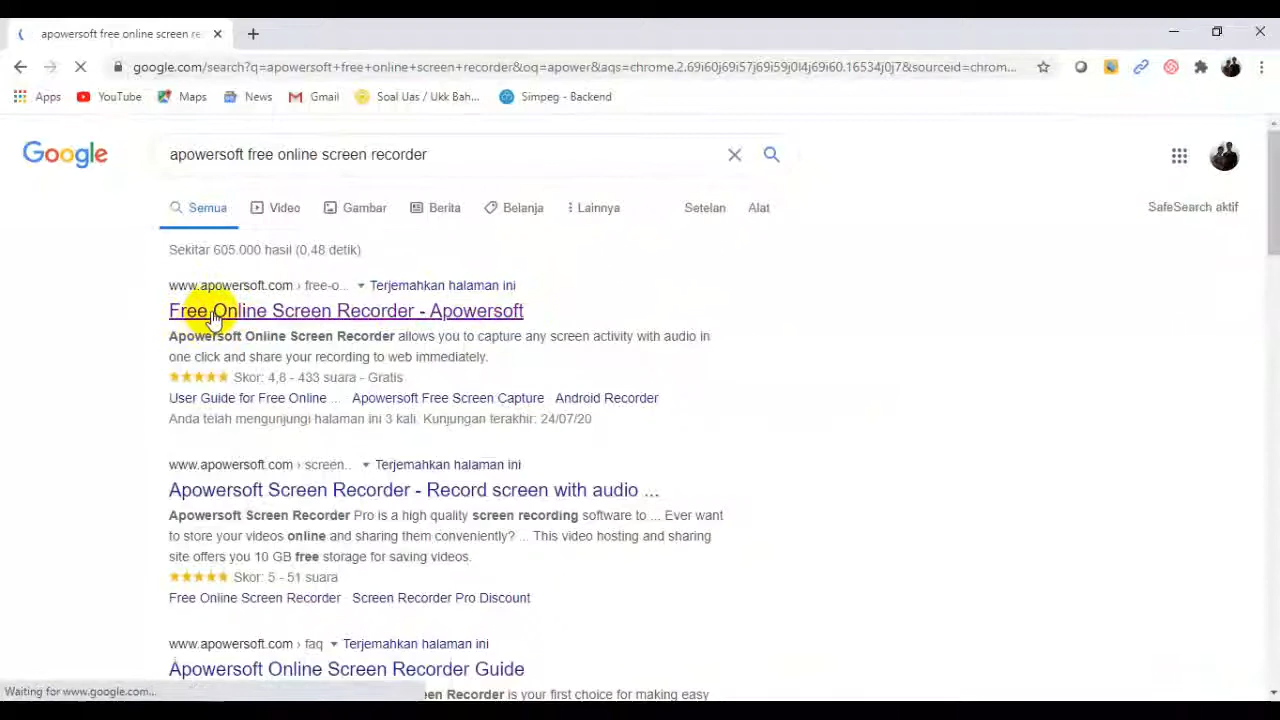 apowersoft free online screen re
google.com/search?q=apowersoft+free+online+screen+recorder&oq=apower&aqs=chrome.2.69i60j69i57j69i59j0l4j69i60.16534j0j7&sourceid=chrom...
Apps YouTube Maps News Gmail Soal Uas / Ukk Bah... Simpeg - Backend
Google apowersoft free online screen recorder
Semua Video Gambar Berita Belanja Lainnya Setelan Alat SafeSearch aktif
Sekitar 605.000 hasil (0,48 detik)
www.apowersoft.com › free-o... Terjemahkan halaman ini
Free Online Screen Recorder - Apowersoft
Apowersoft Online Screen Recorder allows you to capture any screen activity with audio in
one click and share your recording to web immediately.
Skor: 4,8 - 433 suara - Gratis
User Guide for Free Online ... Apowersoft Free Screen Capture Android Recorder
Anda telah mengunjungi halaman ini 3 kali. Kunjungan terakhir: 24/07/20
www.apowersoft.com › screen... Terjemahkan halaman ini
Apowersoft Screen Recorder - Record screen with audio ...
Apowersoft Screen Recorder Pro is a high quality screen recording software to ... Ever want
to store your videos online and sharing them conveniently? ... This video hosting and sharing
site offers you 10 GB free storage for saving videos.
Skor: 5 - 51 suara
Free Online Screen Recorder Screen Recorder Pro Discount
www.apowersoft.com › faq Terjemahkan halaman ini
Apowersoft Online Screen Recorder Guide
een Recorder is your first choice for making easy
Waiting for www.google.com...